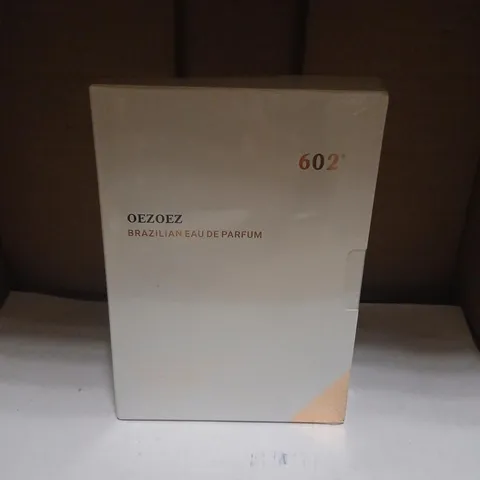 602°
OEZOEZ
BRAZILIAN EAU DE PARFUM